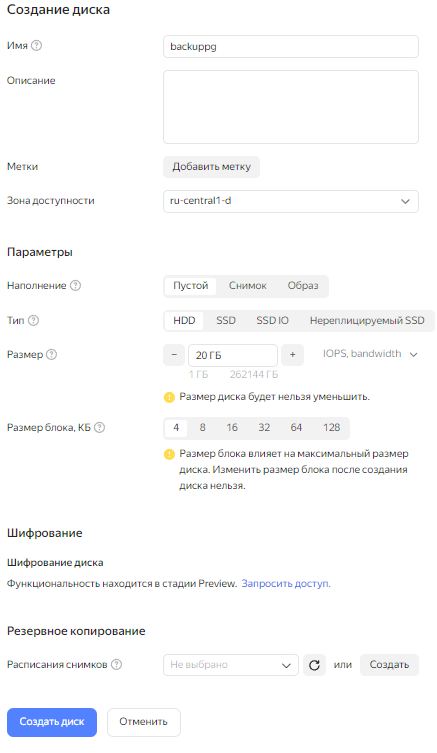 Создание диска
Имя
backuppg
Описание
Метки
Добавить метку
Зона доступности
ru-central1-d
Параметры
Наполнение
Пустой Снимок Образ
Тип
HDD SSD SSD IO Нереплицируемый SSD
Размер
− 20 ГБ + IOPS, bandwidth
1 ГБ 262144 ГБ
Размер диска будет нельзя уменьшить.
Размер блока, КБ
4 8 16 32 64 128
Размер блока влияет на максимальный размер
диска. Изменить размер блока после создания
диска нельзя.
Шифрование
Шифрование диска
Функциональность находится в стадии Preview. Запросить доступ.
Резервное копирование
Расписания снимков
Не выбрано или Создать
Создать диск Отменить